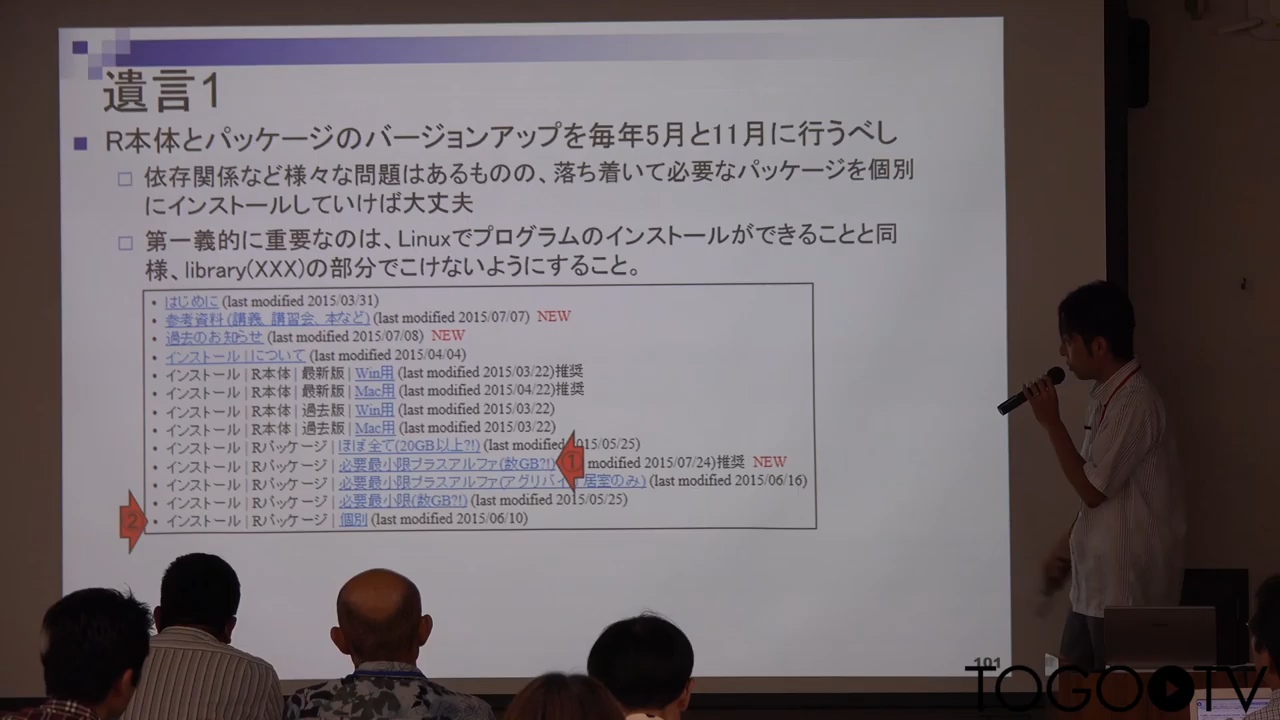 遺言1
R本体とパッケージのバージョンアップを毎年5月と11月に行うべし
依存関係など様々な問題はあるものの、落ち着いて必要なパッケージを個別
にインストールしていけば大丈夫
第一義的に重要なのは、Linuxでプログラムのインストールができることと同
様、library(XXX)の部分でこけないようにすること。
• はじめに (last modified 2015/03/31)
• 参考資料 (講義、講習会、本など) (last modified 2015/07/07) NEW
• 過去のお知らせ (last modified 2015/07/08) NEW
• インストール | について (last modified 2015/04/04)
• インストール | R本体 | 最新版 | Win用 (last modified 2015/03/22)推奨
• インストール | R本体 | 最新版 | Mac用 (last modified 2015/04/22)推奨
• インストール | R本体 | 過去版 | Win用 (last modified 2015/03/22)
• インストール | R本体 | 過去版 | Mac用 (last modified 2015/03/22)
• インストール | Rパッケージ | ほぼ全て(20GB以上?!) (last modified 2015/05/25)
• インストール | Rパッケージ | 必要最小限プラスアルファ(数GB?!) ① modified 2015/07/24)推奨 NEW
• インストール | Rパッケージ | 必要最小限プラスアルファ(アグリバイオ居室のみ) (last modified 2015/06/16)
• インストール | Rパッケージ | 必要最小限(数GB?!) (last modified 2015/05/25)
② • インストール | Rパッケージ | 個別 (last modified 2015/06/10)
101
TOGOTV